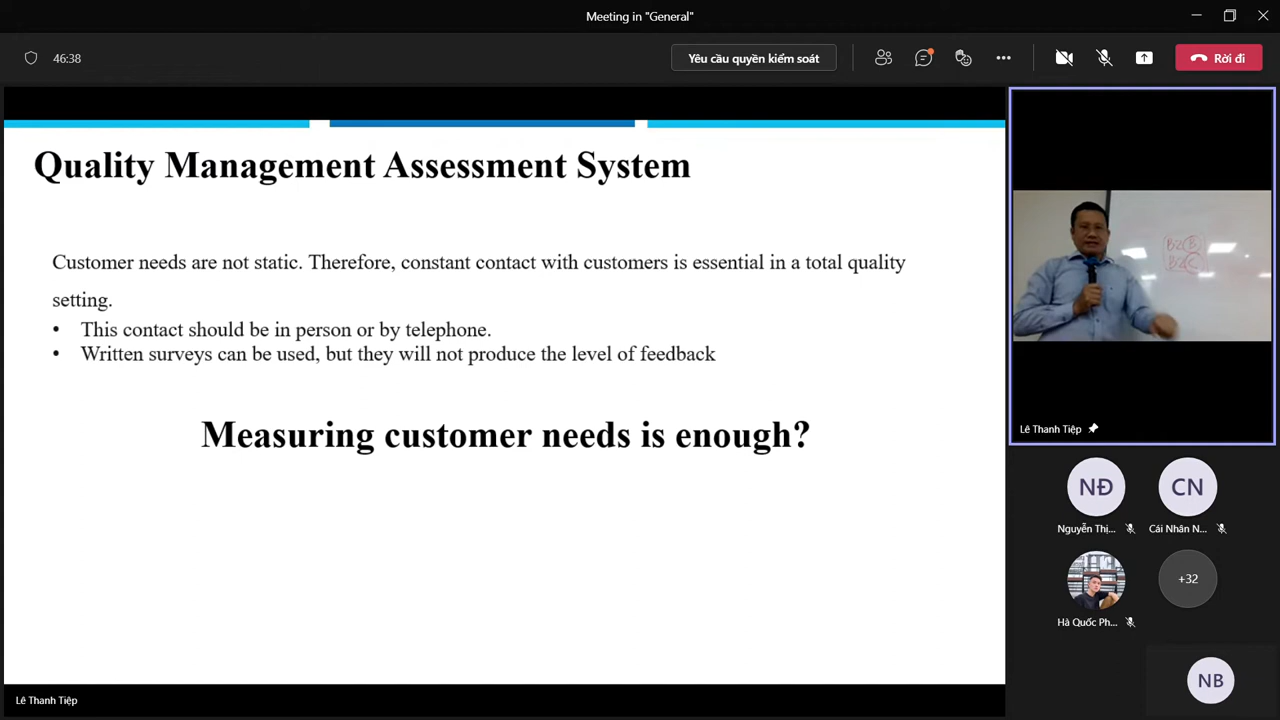 Meeting in "General"
46:38
Yêu cầu quyền kiểm soát
Rời đi
Quality Management Assessment System
Customer needs are not static. Therefore, constant contact with customers is essential in a total quality
setting.
• This contact should be in person or by telephone.
• Written surveys can be used, but they will not produce the level of feedback
Measuring customer needs is enough?
B2B
B2C
Lê Thanh Tiệp
NĐ
CN
Nguyễn Thị...
Cái Nhân N...
+32
Hà Quốc Ph...
NB
Lê Thanh Tiệp